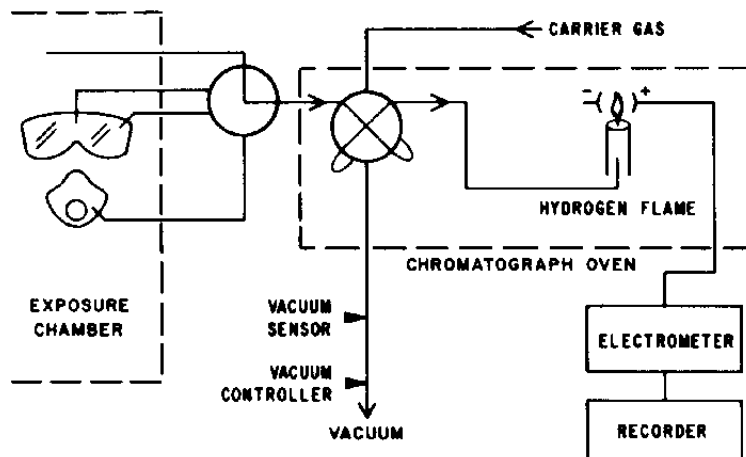 CARRIER GAS
- +
HYDROGEN FLAME
CHROMATOGRAPH OVEN
EXPOSURE
CHAMBER
VACUUM
SENSOR
VACUUM
CONTROLLER
VACUUM
ELECTROMETER
RECORDER